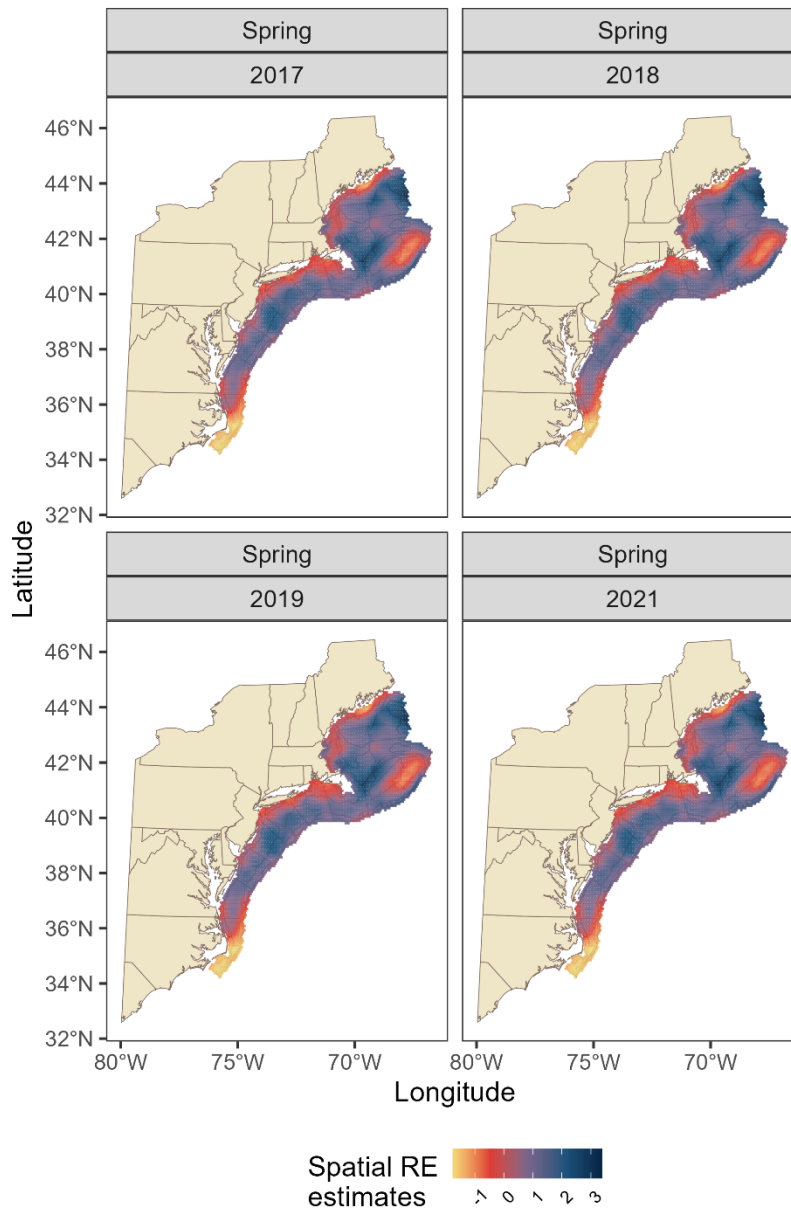 Spring
Spring
2017
2018
46°N
44°N
42°N
40°N
38°N
36°N
34°N
32°N
Latitude
Spring
Spring
2019
2021
46°N
44°N
42°N
40°N
38°N
36°N
34°N
32°N
80°W 75°W 70°W 80°W 75°W 70°W
Longitude
Spatial RE
estimates
-1 0 1 2 3